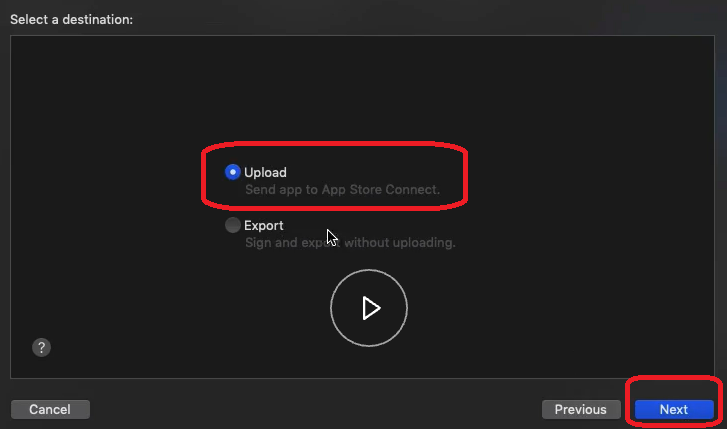 Select a destination:
Upload
Send app to App Store Connect.
Export
Sign and export without uploading.
?
Cancel
Previous
Next